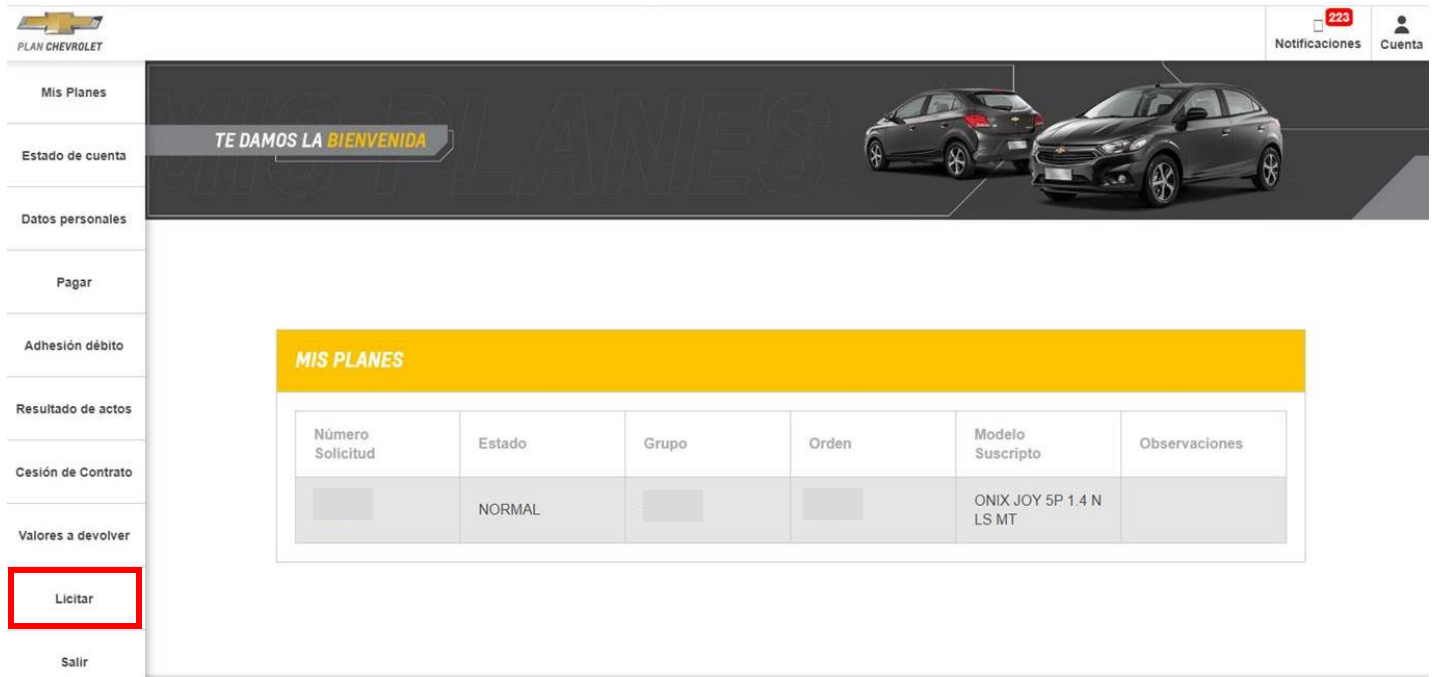 PLAN CHEVROLET
223
Notificaciones
Cuenta
Mis Planes
Estado de cuenta
Datos personales
Pagar
Adhesión débito
Resultado de actos
Cesión de Contrato
Valores a devolver
Licitar
Salir
MIS PLANES
TE DAMOS LA BIENVENIDA
MIS PLANES
Número
Solicitud
Estado
Grupo
Orden
Modelo
Suscripto
Observaciones
NORMAL
ONIX JOY 5P 1.4 N
LS MT